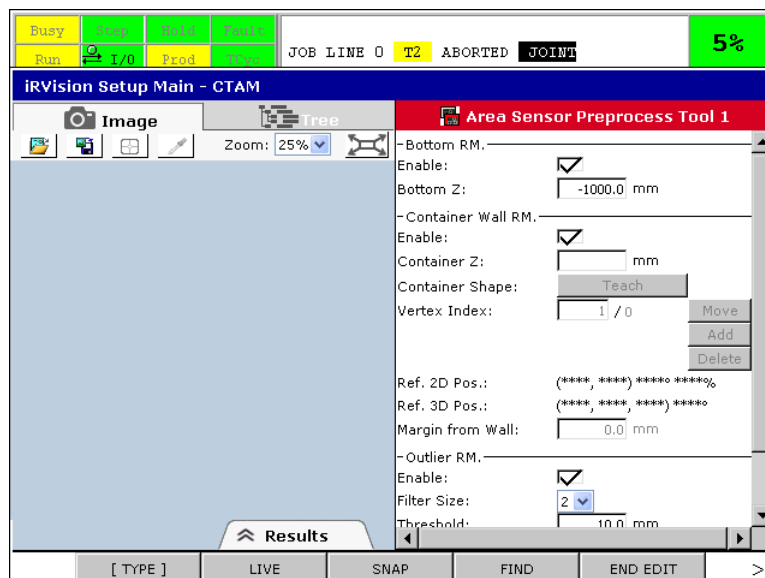 Busy Step Hold Fault
Run I/O Prod TCyc
JOB LINE 0 T2 ABORTED JOINT
5%
iRVision Setup Main - CTAM
Image
Tree
Zoom: 25%
Area Sensor Preprocess Tool 1
Bottom RM.
Enable:
Bottom Z: -1000.0 mm
Container Wall RM.
Enable:
Container Z: mm
Container Shape: Teach
Vertex Index: 1 / 0 Move
Add
Delete
Ref. 2D Pos.: (****, ****) ****° ****%
Ref. 3D Pos.: (****, ****, ****) ****°
Margin from Wall: 0.0 mm
Outlier RM.
Enable:
Filter Size: 2
Threshold: 10.0 mm
Results
[ TYPE ] LIVE SNAP FIND END EDIT >